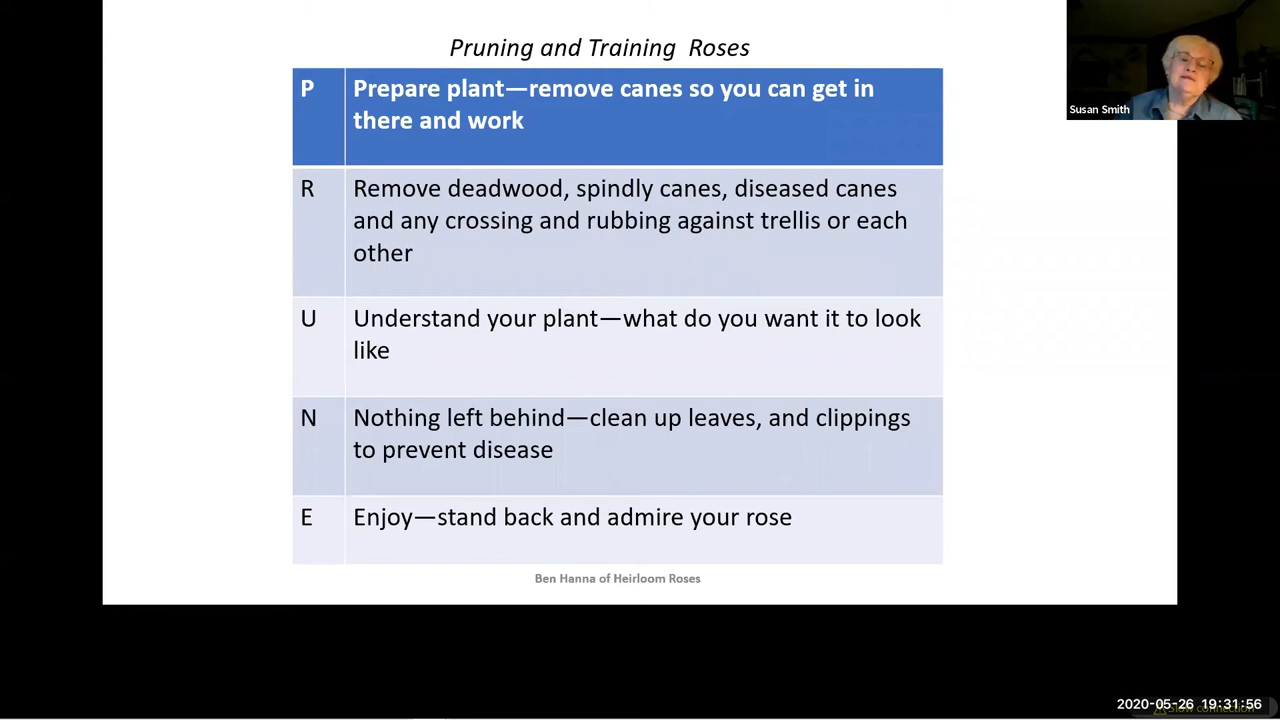 Pruning and Training Roses
P
Prepare plant—remove canes so you can get in
there and work
R
Remove deadwood, spindly canes, diseased canes
and any crossing and rubbing against trellis or each
other
U
Understand your plant—what do you want it to look
like
N
Nothing left behind—clean up leaves, and clippings
to prevent disease
E
Enjoy—stand back and admire your rose
Ben Hanna of Heirloom Roses
Susan Smith
2020-05-26 19:31:56
Slow connection